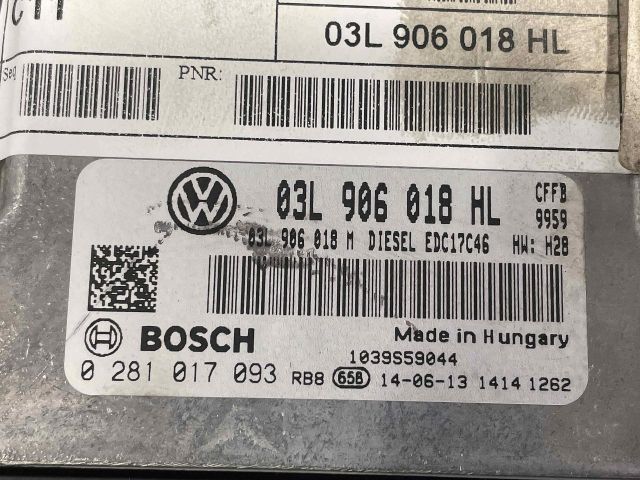 03L 906 018 HL
PNR:
03L 906 018 HL CFFB
9959
03L 906 018 M DIESEL EDC17C46 HW: H28
BOSCH Made in Hungary
1039S59044
0 281 017 093 RB8 658 14-06-13 1414 1262